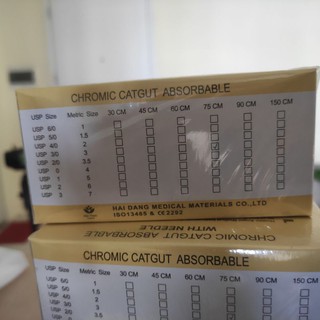 CHROMIC CATGUT ABSORBABLE
USP Size Metric Size 30 CM 45 CM 60 CM 75 CM 90 CM 150 CM
USP 6/0 1
USP 5/0 1.5
USP 4/0 2
USP 3/0 3
USP 2/0 3.5
USP 0 4
USP 1 5
USP 2 6
USP 3 7
HAI DANG MEDICAL MATERIALS CO.,LTD
ISO13485 & CE2292
CHROMIC CATGUT ABSORBABLE
WITH NEEDLE
CHROMIC CATGUT ABSORBABLE
USP Size Metric Size 30 CM 45 CM 60 CM 75 CM 90 CM 150 CM
USP 6/0 1
USP 5/0 1.5
USP 4/0 2